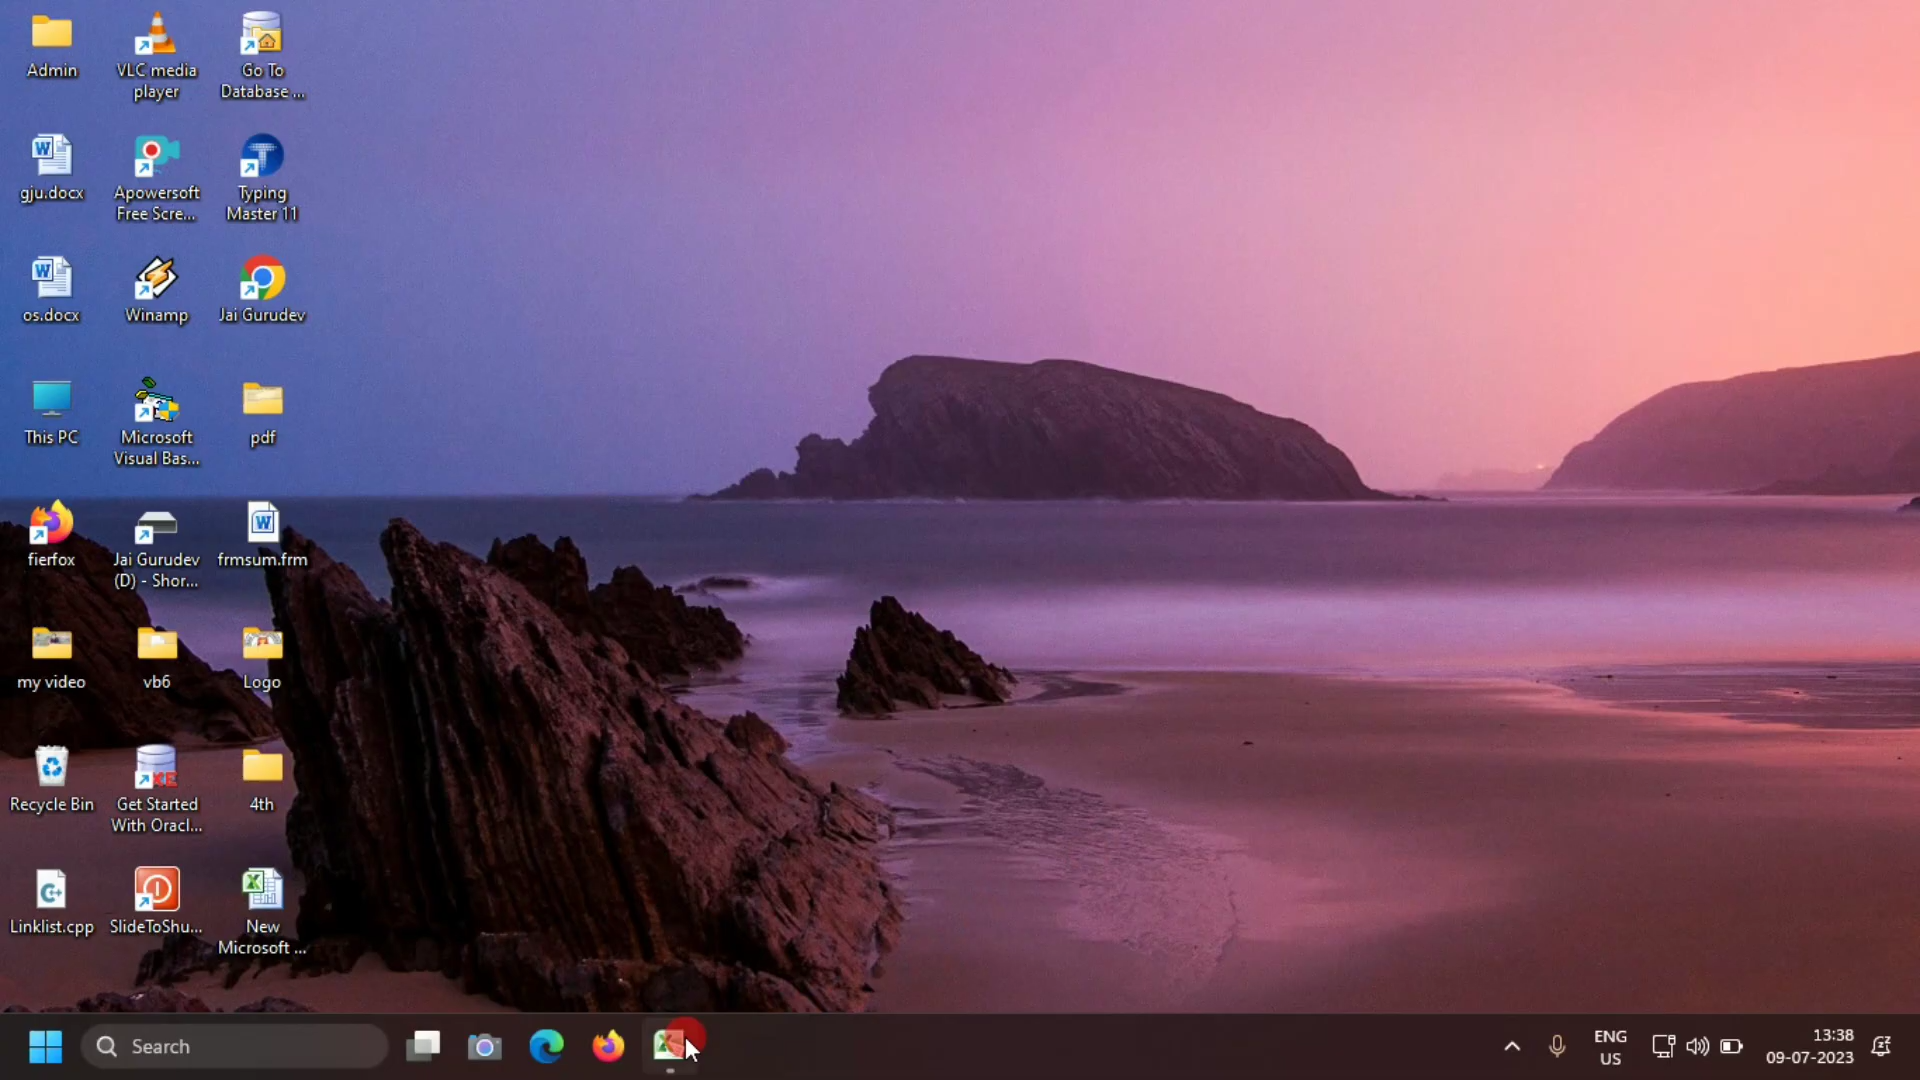 Admin
VLC media
player
Go To
Database ...
gju.docx
Apowersoft
Free Scre...
Typing
Master 11
os.docx
Winamp
Jai Gurudev
This PC
Microsoft
Visual Bas...
pdf
fierfox
Jai Gurudev
(D) - Shor...
frmsum.frm
my video
vb6
Logo
Recycle Bin
Get Started
With Oracl...
4th
Linklist.cpp
SlideToShu...
New
Microsoft ...
Search
ENG
US
13:38
09-07-2023